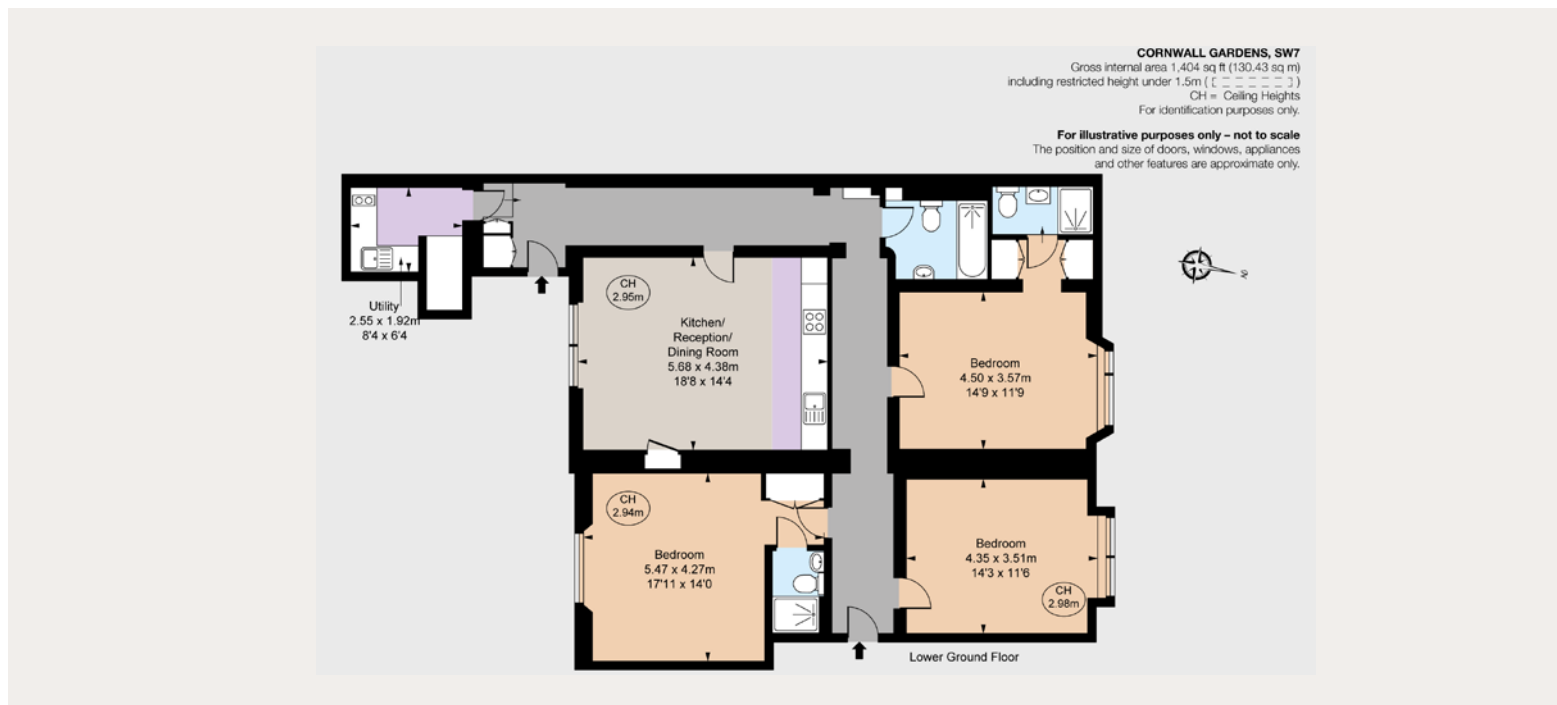 CORNWALL GARDENS, SW7
Gross internal area 1,404 sq ft (130.43 sq m)
including restricted height under 1.5m ( )
CH = Ceiling Heights
For identification purposes only.
For illustrative purposes only – not to scale
The position and size of doors, windows, appliances
and other features are approximate only.
Utility
2.55 x 1.92m
8'4 x 6'4
CH
2.95m
Kitchen/
Reception/
Dining Room
5.68 x 4.38m
18'8 x 14'4
Bedroom
4.50 x 3.57m
14'9 x 11'9
CH
2.94m
Bedroom
5.47 x 4.27m
17'11 x 14'0
Bedroom
4.35 x 3.51m
14'3 x 11'6
CH
2.98m
Lower Ground Floor
N